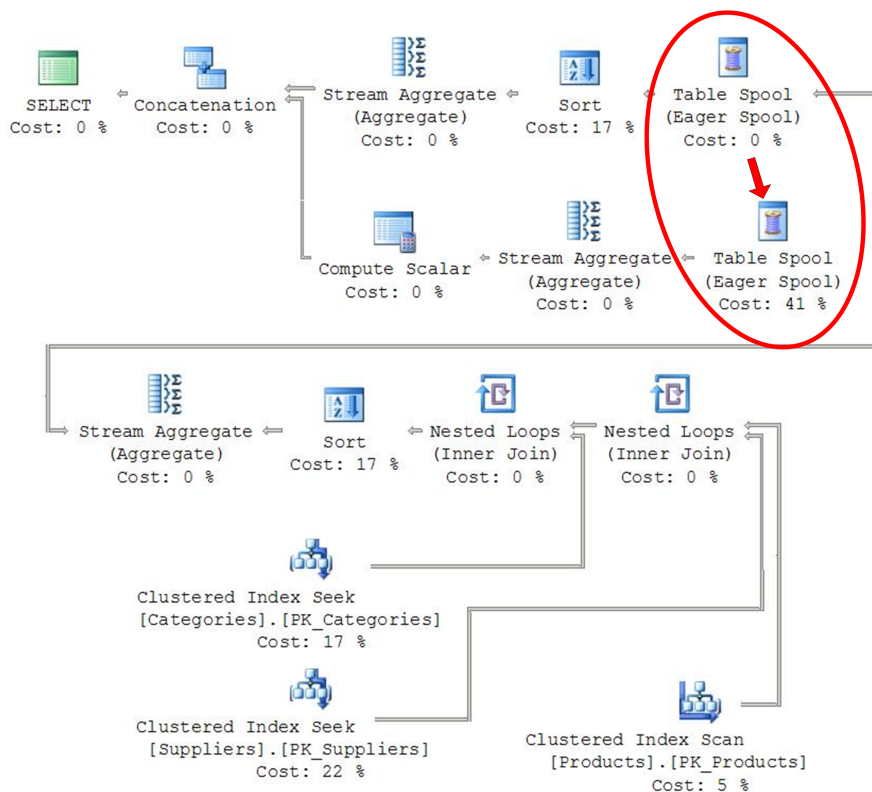 SELECT
Cost: 0 %
Concatenation
Cost: 0 %
Stream Aggregate
(Aggregate)
Cost: 0 %
Sort
Cost: 17 %
Table Spool
(Eager Spool)
Cost: 0 %
Compute Scalar
Cost: 0 %
Stream Aggregate
(Aggregate)
Cost: 0 %
Table Spool
(Eager Spool)
Cost: 41 %
Stream Aggregate
(Aggregate)
Cost: 0 %
Sort
Cost: 17 %
Nested Loops
(Inner Join)
Cost: 0 %
Nested Loops
(Inner Join)
Cost: 0 %
Clustered Index Seek
[Categories].[PK_Categories]
Cost: 17 %
Clustered Index Seek
[Suppliers].[PK_Suppliers]
Cost: 22 %
Clustered Index Scan
[Products].[PK_Products]
Cost: 5 %